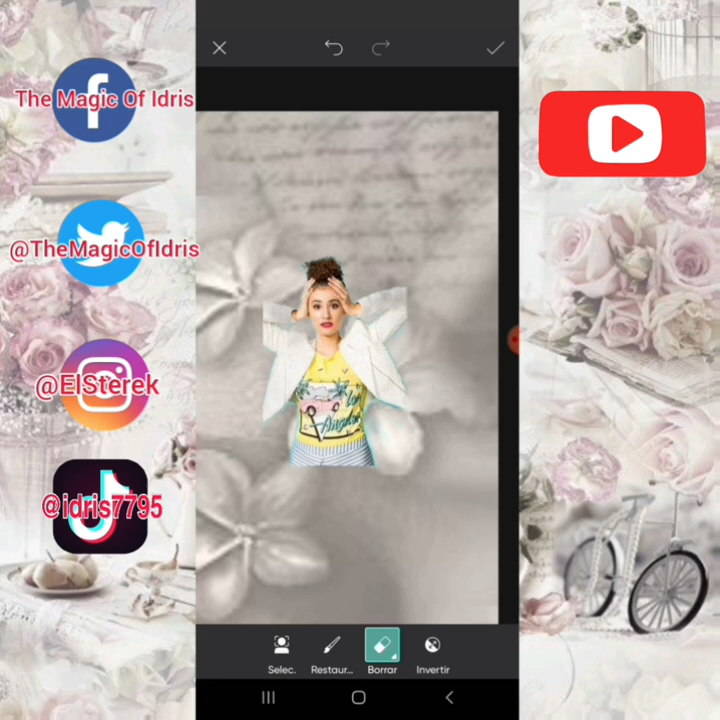 The Magic Of Idris
@TheMagicOfIdris
@ElSterek
@idris7795
Selec.
Restaur...
Borrar
Invertir